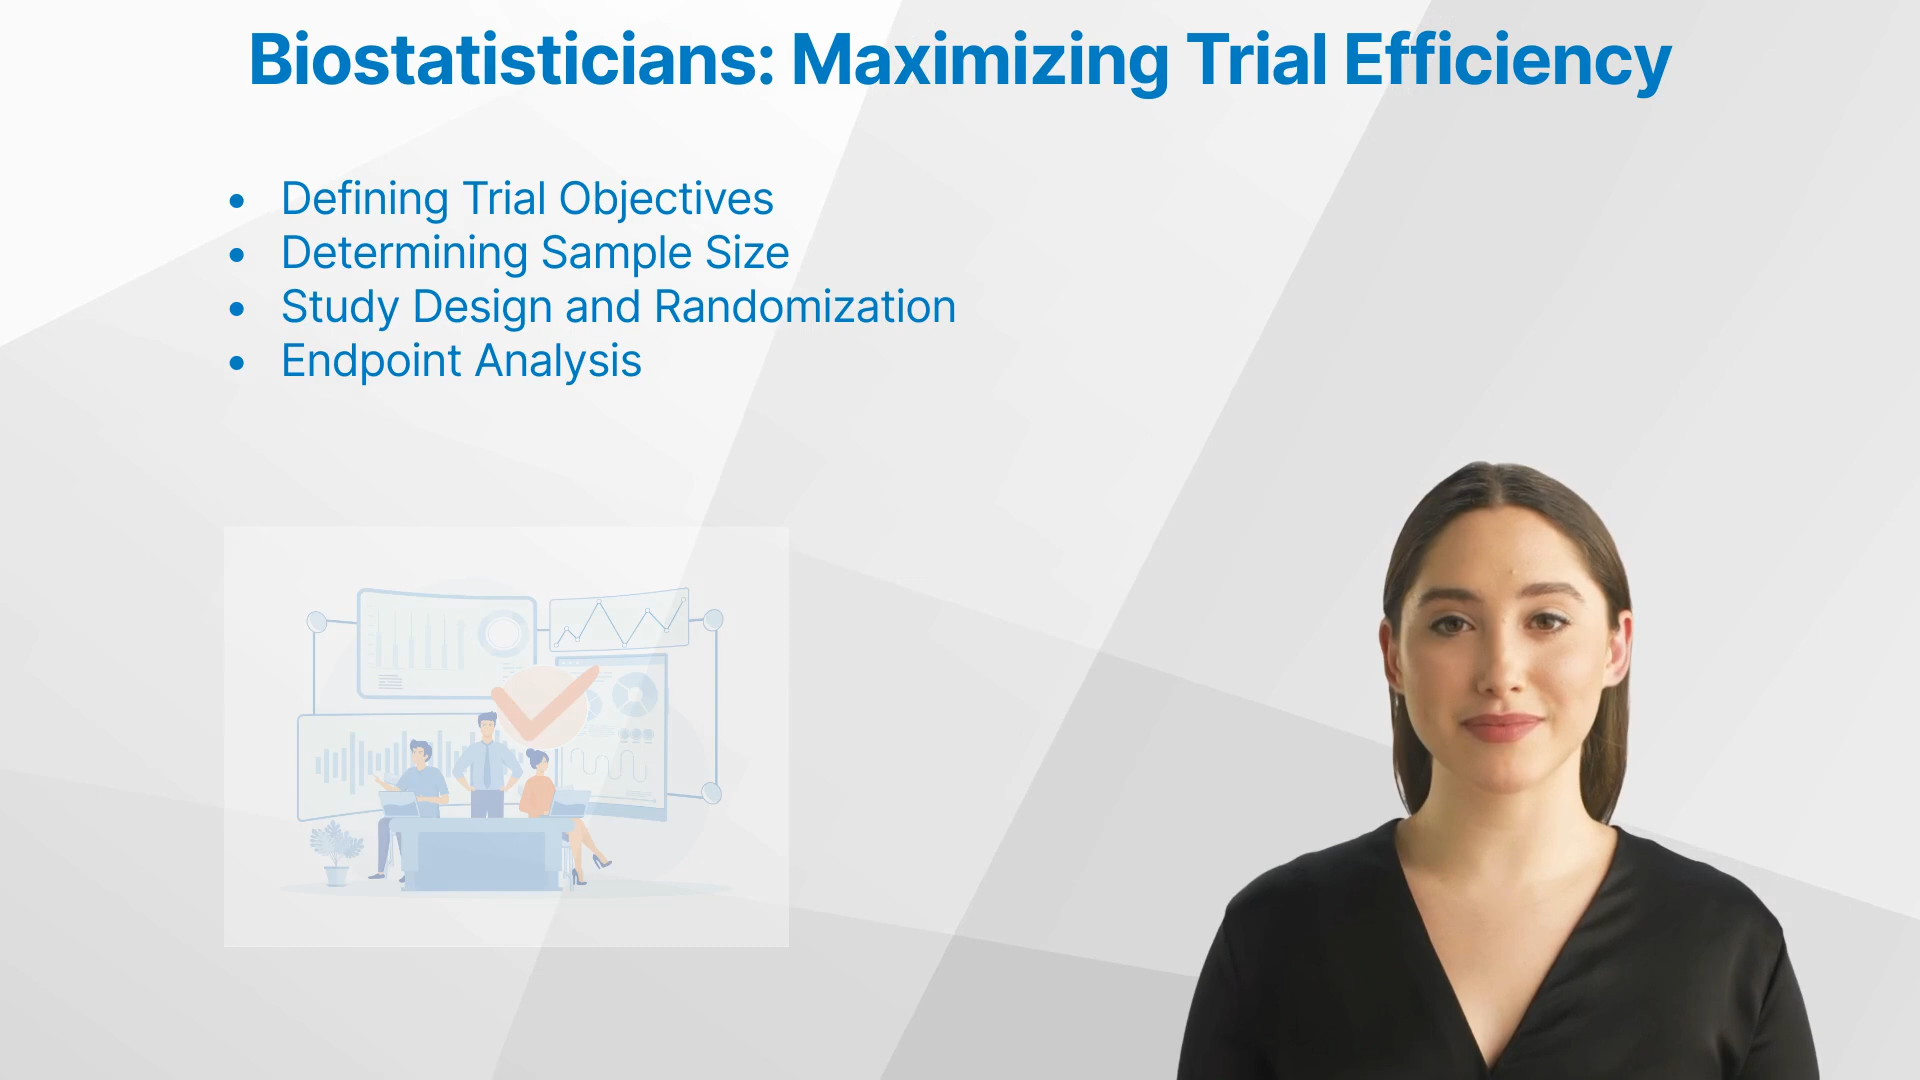 Biostatisticians: Maximizing Trial Efficiency
• Defining Trial Objectives
• Determining Sample Size
• Study Design and Randomization
• Endpoint Analysis